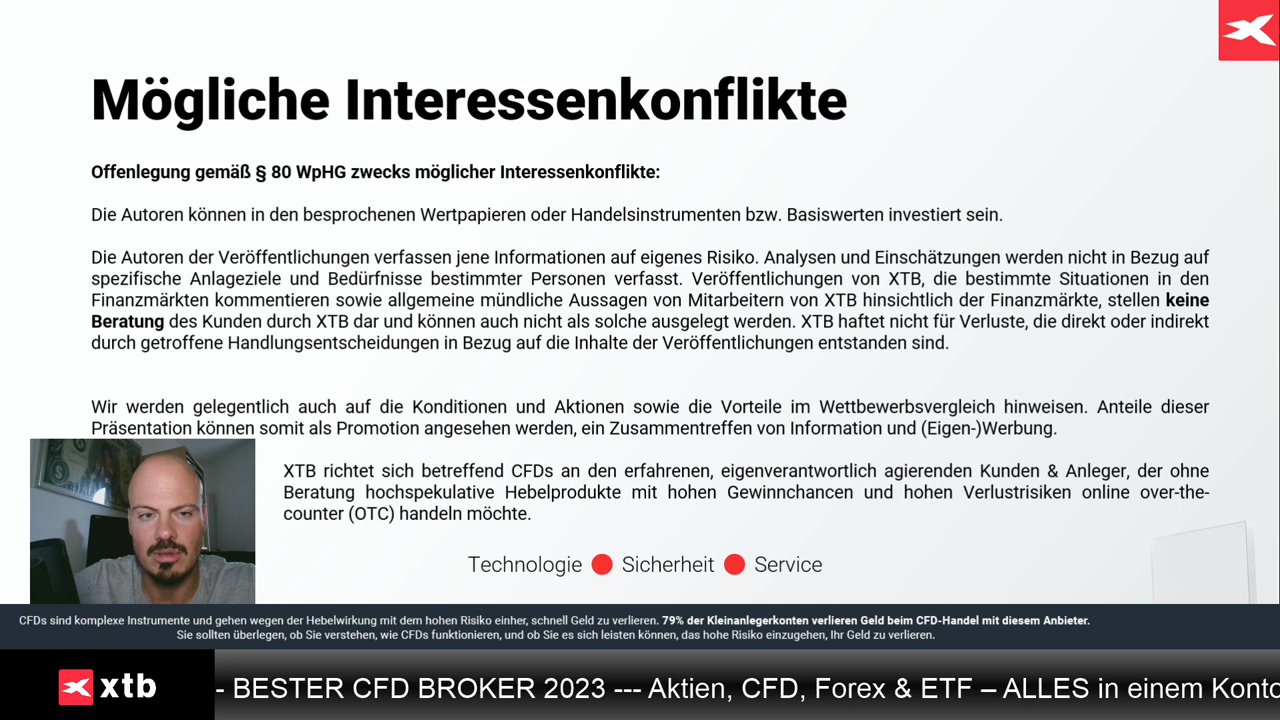 Mögliche Interessenkonflikte
Offenlegung gemäß § 80 WpHG zwecks möglicher Interessenkonflikte:
Die Autoren können in den besprochenen Wertpapieren oder Handelsinstrumenten bzw. Basiswerten investiert sein.
Die Autoren der Veröffentlichungen verfassen jene Informationen auf eigenes Risiko. Analysen und Einschätzungen werden nicht in Bezug auf
spezifische Anlageziele und Bedürfnisse bestimmter Personen verfasst. Veröffentlichungen von XTB, die bestimmte Situationen in den
Finanzmärkten kommentieren sowie allgemeine mündliche Aussagen von Mitarbeitern von XTB hinsichtlich der Finanzmärkte, stellen keine
Beratung des Kunden durch XTB dar und können auch nicht als solche ausgelegt werden. XTB haftet nicht für Verluste, die direkt oder indirekt
durch getroffene Handlungsentscheidungen in Bezug auf die Inhalte der Veröffentlichungen entstanden sind.
Wir werden gelegentlich auch auf die Konditionen und Aktionen sowie die Vorteile im Wettbewerbsvergleich hinweisen. Anteile dieser
Präsentation können somit als Promotion angesehen werden, ein Zusammentreffen von Information und (Eigen-)Werbung.
XTB richtet sich betreffend CFDs an den erfahrenen, eigenverantwortlich agierenden Kunden & Anleger, der ohne
Beratung hochspekulative Hebelprodukte mit hohen Gewinnchancen und hohen Verlustrisiken online over-the-
counter (OTC) handeln möchte.
Technologie Sicherheit Service
CFDs sind komplexe Instrumente und gehen wegen der Hebelwirkung mit dem hohen Risiko einher, schnell Geld zu verlieren. 79% der Kleinanlegerkonten verlieren Geld beim CFD-Handel mit diesem Anbieter.
Sie sollten überlegen, ob Sie verstehen, wie CFDs funktionieren, und ob Sie es sich leisten können, das hohe Risiko einzugehen, Ihr Geld zu verlieren.
xtb - BESTER CFD BROKER 2023 --- Aktien, CFD, Forex & ETF – ALLES in einem Konto